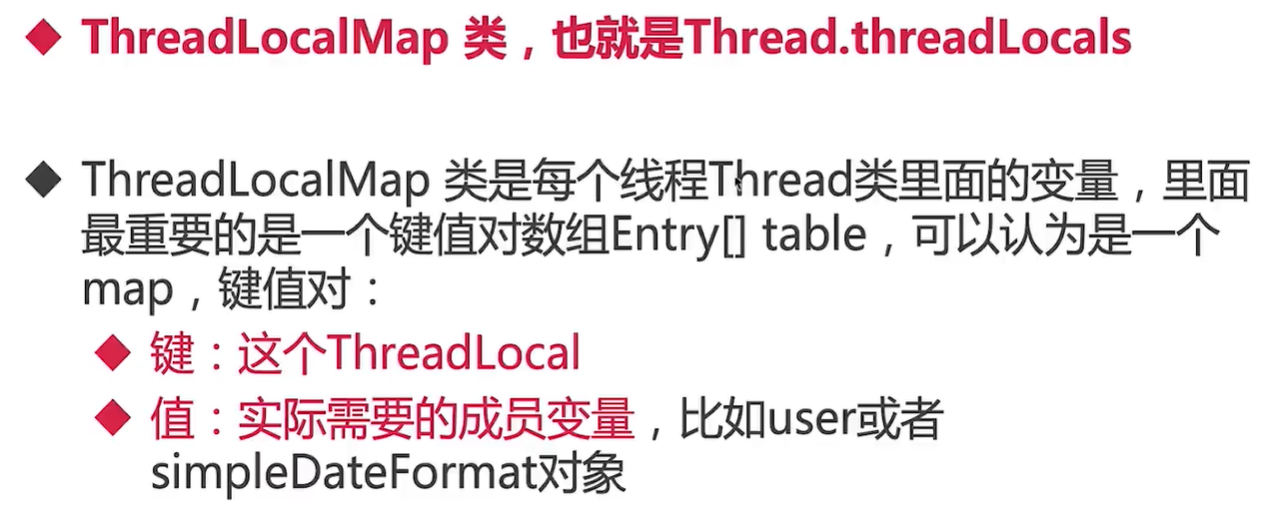 ThreadLocalMap 类，也就是Thread.threadLocals
ThreadLocalMap 类是每个线程Thread类里面的变量，里面
最重要的是一个键值对数组Entry[] table，可以认为是一个
map，键值对：
键：这个ThreadLocal
值：实际需要的成员变量，比如user或者
simpleDateFormat对象